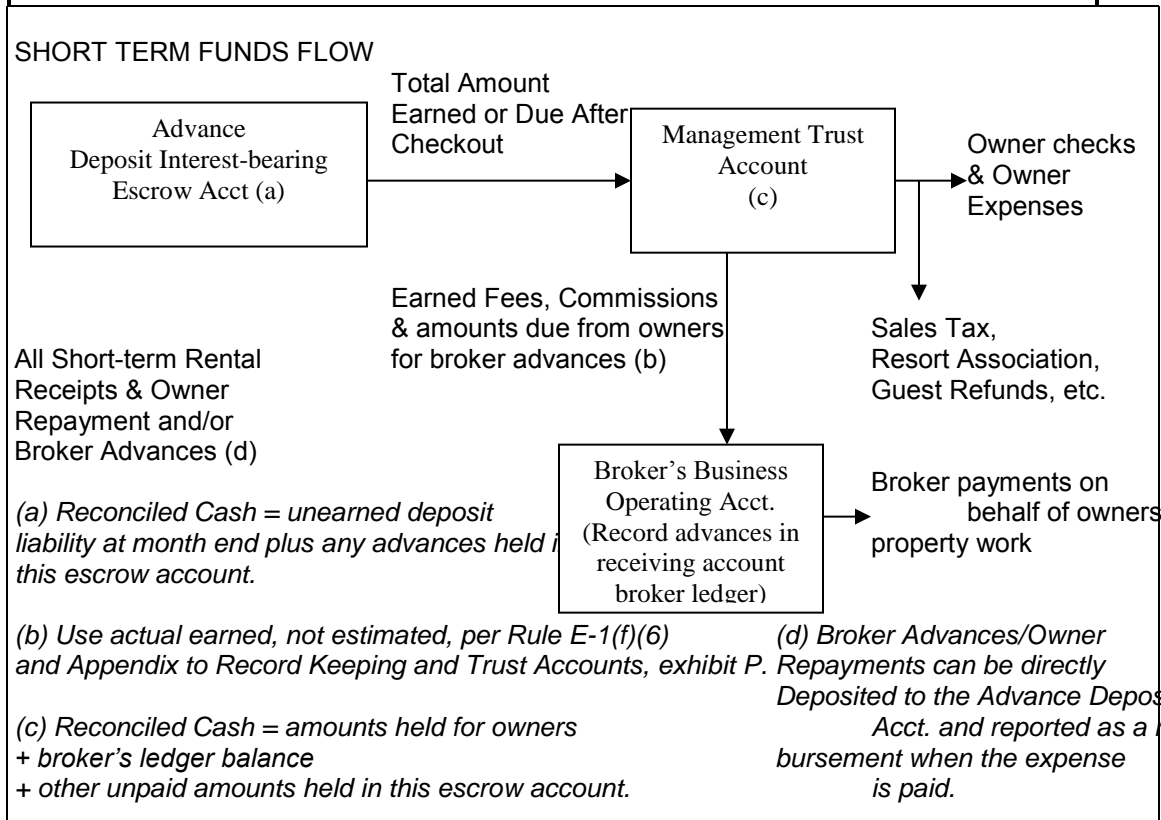 SHORT TERM FUNDS FLOW
Total Amount
Earned or Due After
Checkout
Advance
Deposit Interest-bearing
Escrow Acct (a)
Management Trust
Account
(c)
Owner checks
& Owner
Expenses
Earned Fees, Commissions
& amounts due from owners
for broker advances (b)
Sales Tax,
Resort Association,
Guest Refunds, etc.
All Short-term Rental
Receipts & Owner
Repayment and/or
Broker Advances (d)
Broker's Business
Operating Acct.
(Record advances in
receiving account
broker ledger)
Broker payments on
behalf of owners
property work
(a) Reconciled Cash = unearned deposit
liability at month end plus any advances held i
this escrow account.
(b) Use actual earned, not estimated, per Rule E-1(f)(6)
and Appendix to Record Keeping and Trust Accounts, exhibit P.
(c) Reconciled Cash = amounts held for owners
+ broker's ledger balance
+ other unpaid amounts held in this escrow account.
(d) Broker Advances/Owner
Repayments can be directly
Deposited to the Advance Depos
Acct. and reported as a
bursement when the expense
is paid.